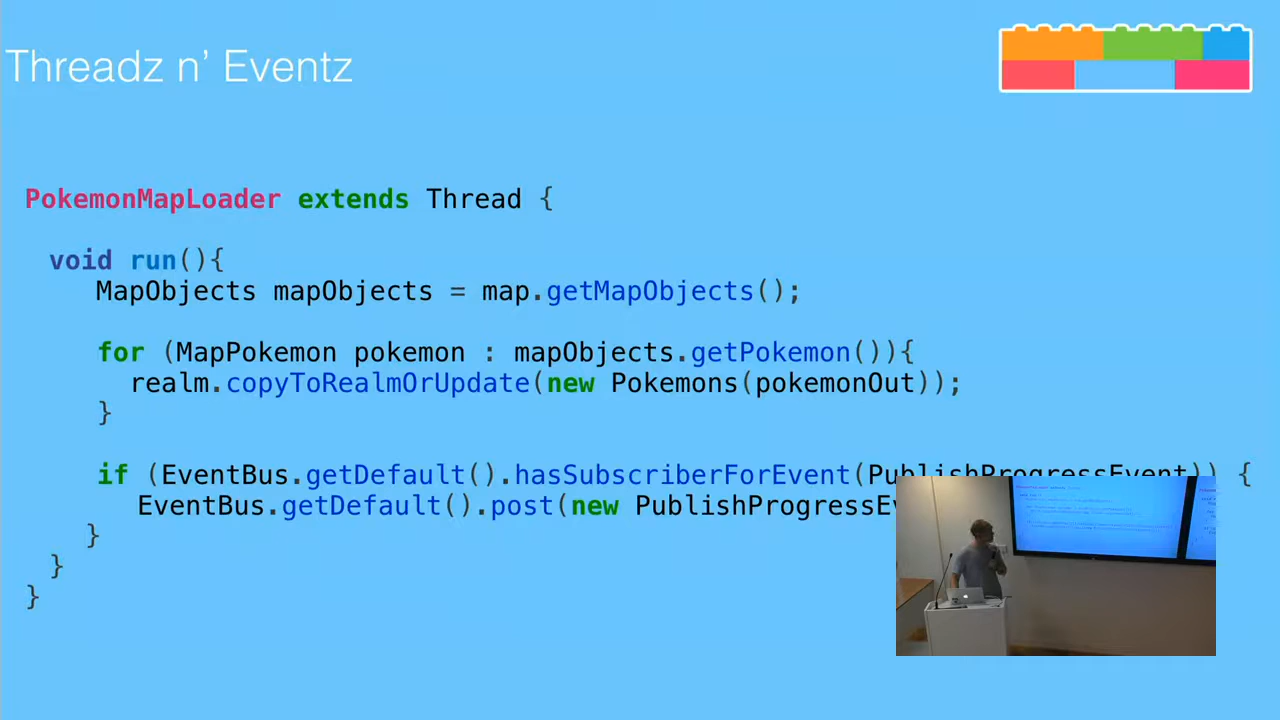 Threadz n’ Eventz
PokemonMapLoader extends Thread {
void run(){
MapObjects mapObjects = map.getMapObjects();
for (MapPokemon pokemon : mapObjects.getPokemon()){
realm.copyToRealmOrUpdate(new Pokemons(pokemonOut));
}
if (EventBus.getDefault().hasSubscriberForEvent(PublishProgressEvent)) {
EventBus.getDefault().post(new
}
}
}